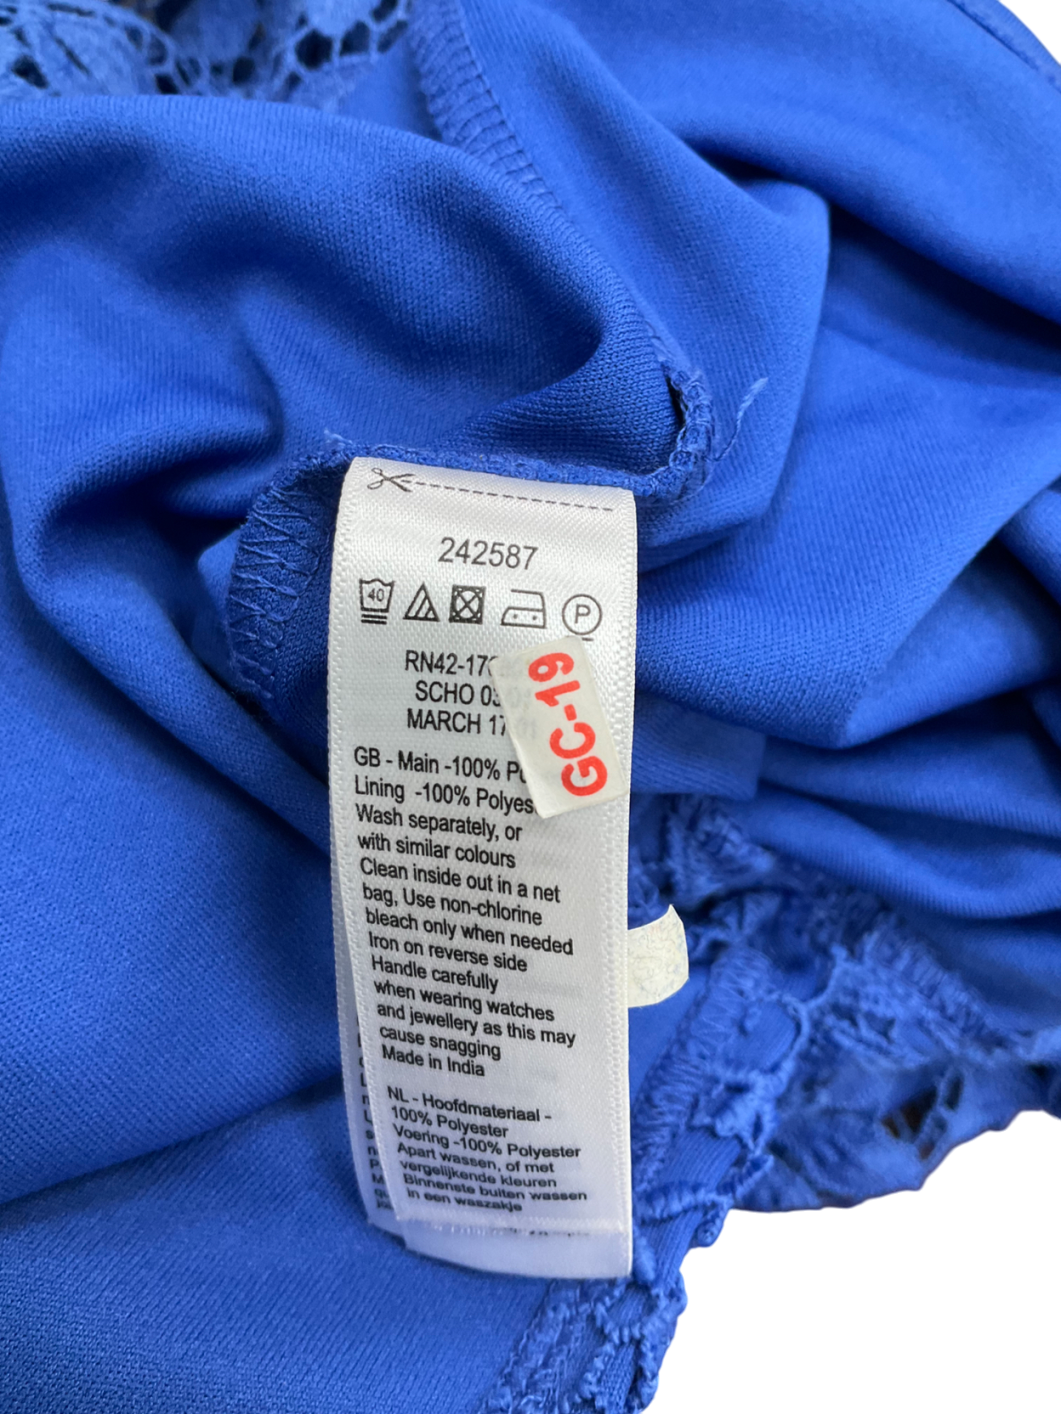 242587
40
P
RN42-17
SCHO 03
MARCH 17
GC-19
GB - Main -100%
Lining -100%
Wash separately, or
with similar colours
Clean inside out in a net
bag, Use non-chlorine
bleach only when needed
Iron on reverse side
Handle carefully
when wearing watches
and jewellery as this may
cause snagging
Made in India
NL - Hoofdmateriaal -
100% Polyester
Voering -100% Polyester
Apart wassen, of met
vergelijkende kleuren
Binnenste buiten wassen
in een waszakje